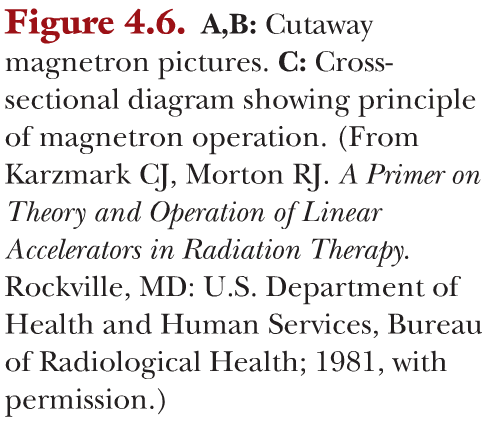 Figure 4.6. A,B: Cutaway
magnetron pictures. C: Cross-
sectional diagram showing principle
of magnetron operation. (From
Karzmark CJ, Morton RJ. A Primer on
Theory and Operation of Linear
Accelerators in Radiation Therapy.
Rockville, MD: U.S. Department of
Health and Human Services, Bureau
of Radiological Health; 1981, with
permission.)